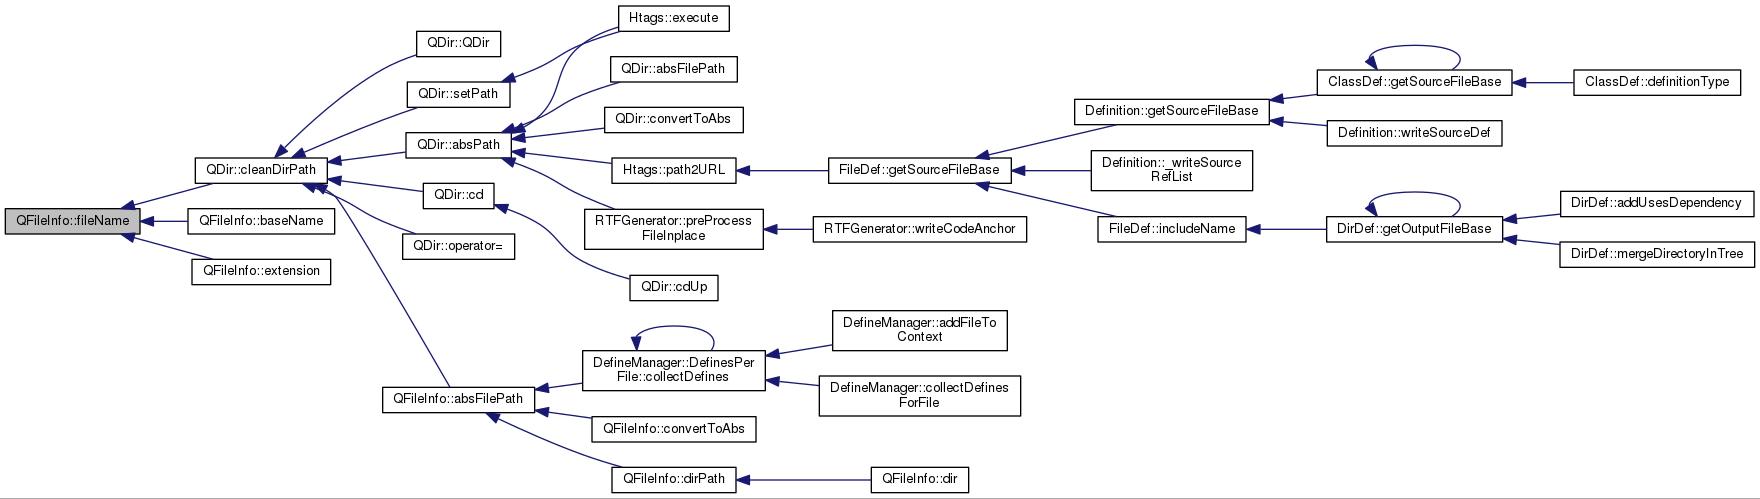 Htags::execute
QDir::QDir
QDir::absFilePath
ClassDef::getSourceFileBase
ClassDef::definitionType
QDir::setPath
Definition::getSourceFileBase
QDir::convertToAbs
Definition::writeSourceDef
QDir::absPath
QDir::cleanDirPath
Htags::path2URL
FileDef::getSourceFileBase
Definition::_writeSource
RefList
QDir::cd
DirDef::addUsesDependency
QFileInfo::fileName
QFileInfo::baseName
RTFGenerator::preProcess
FileInplace
RTFGenerator::writeCodeAnchor
FileDef::includeName
DirDef::getOutputFileBase
QDir::operator=
DirDef::mergeDirectoryInTree
QFileInfo::extension
QDir::cdUp
DefineManager::addFileTo
Context
DefineManager::DefinesPer
File::collectDefines
DefineManager::collectDefines
ForFile
QFileInfo::absFilePath
QFileInfo::convertToAbs
QFileInfo::dirPath
QFileInfo::dir